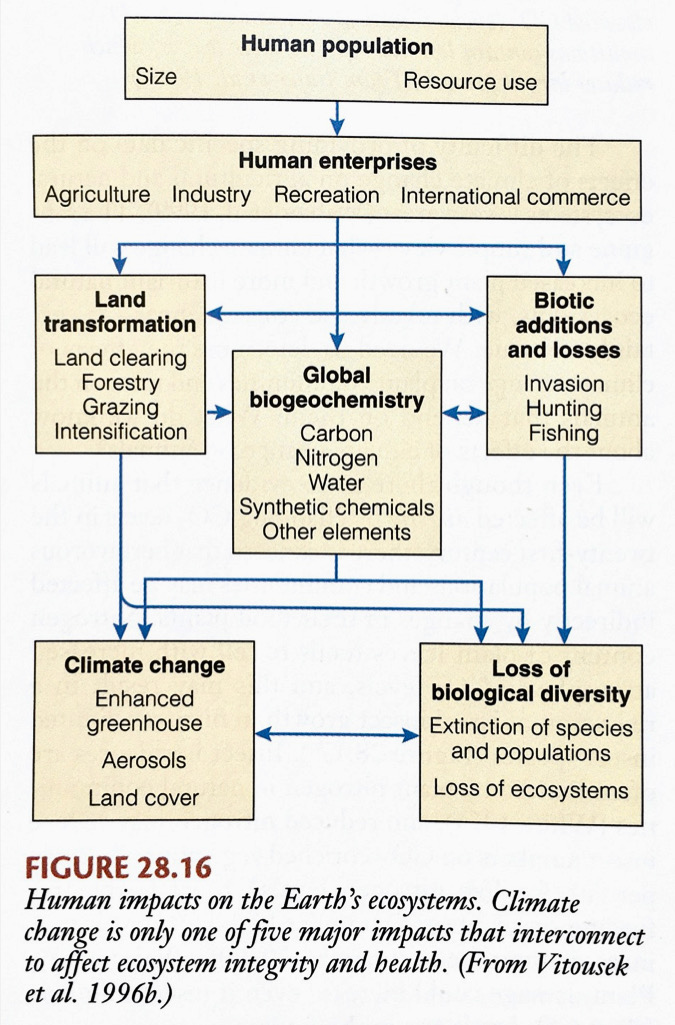 Human population
Size Resource use
Human enterprises
Agriculture Industry Recreation International commerce
Land
transformation
Land clearing
Forestry
Grazing
Intensification
Global
biogeochemistry
Carbon
Nitrogen
Water
Synthetic chemicals
Other elements
Biotic
additions
and losses
Invasion
Hunting
Fishing
Climate change
Enhanced
greenhouse
Aerosols
Land cover
Loss of
biological diversity
Extinction of species
and populations
Loss of ecosystems
FIGURE 28.16
Human impacts on the Earth's ecosystems. Climate
change is only one of five major impacts that interconnect
to affect ecosystem integrity and health. (From Vitousek
et al. 1996b.)